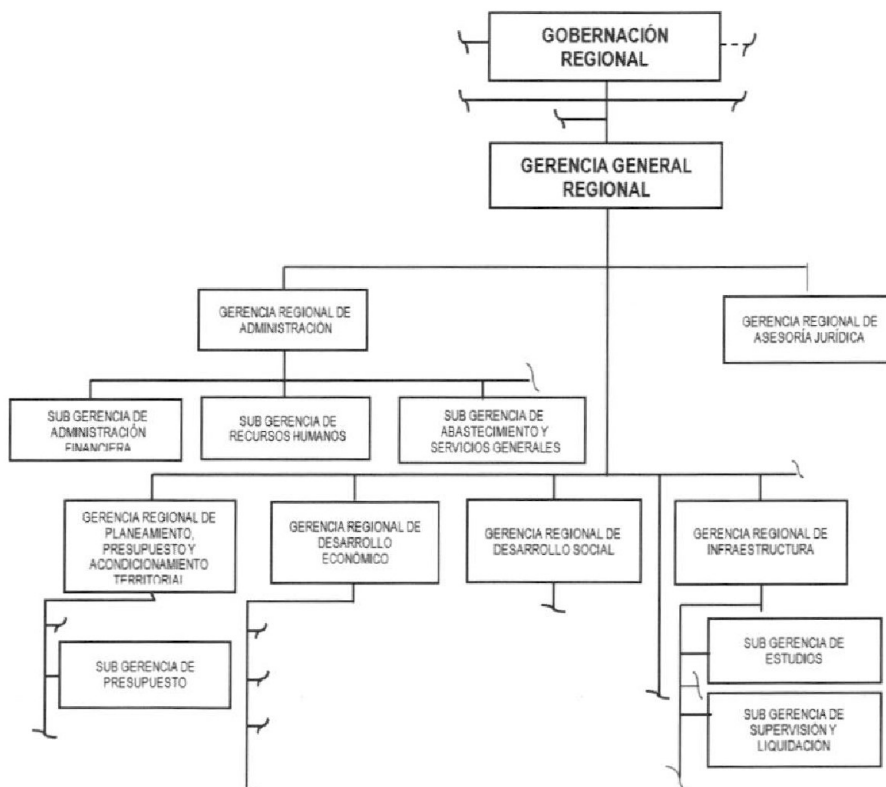 GOBERNACIÓN
REGIONAL
GERENCIA GENERAL
REGIONAL
GERENCIA REGIONAL DE
ADMINISTRACIÓN
GERENCIA REGIONAL DE
ASESORÍA JURÍDICA
SUB GERENCIA DE
ADMINISTRACIÓN
FINANCIERA
SUB GERENCIA DE
RECURSOS HUMANOS
SUB GERENCIA DE
ABASTECIMIENTO Y
SERVICIOS GENERALES
GERENCIA REGIONAL DE
PLANEAMIENTO,
PRESUPUESTO Y
ACONDICIONAMIENTO
TERRITORIAL
GERENCIA REGIONAL DE
DESARROLLO
ECONÓMICO
GERENCIA REGIONAL DE
DESARROLLO SOCIAL
GERENCIA REGIONAL DE
INFRAESTRUCTURA
SUB GERENCIA DE
PRESUPUESTO
SUB GERENCIA DE
ESTUDIOS
SUB GERENCIA DE
SUPERVISIÓN Y
LIQUIDACION